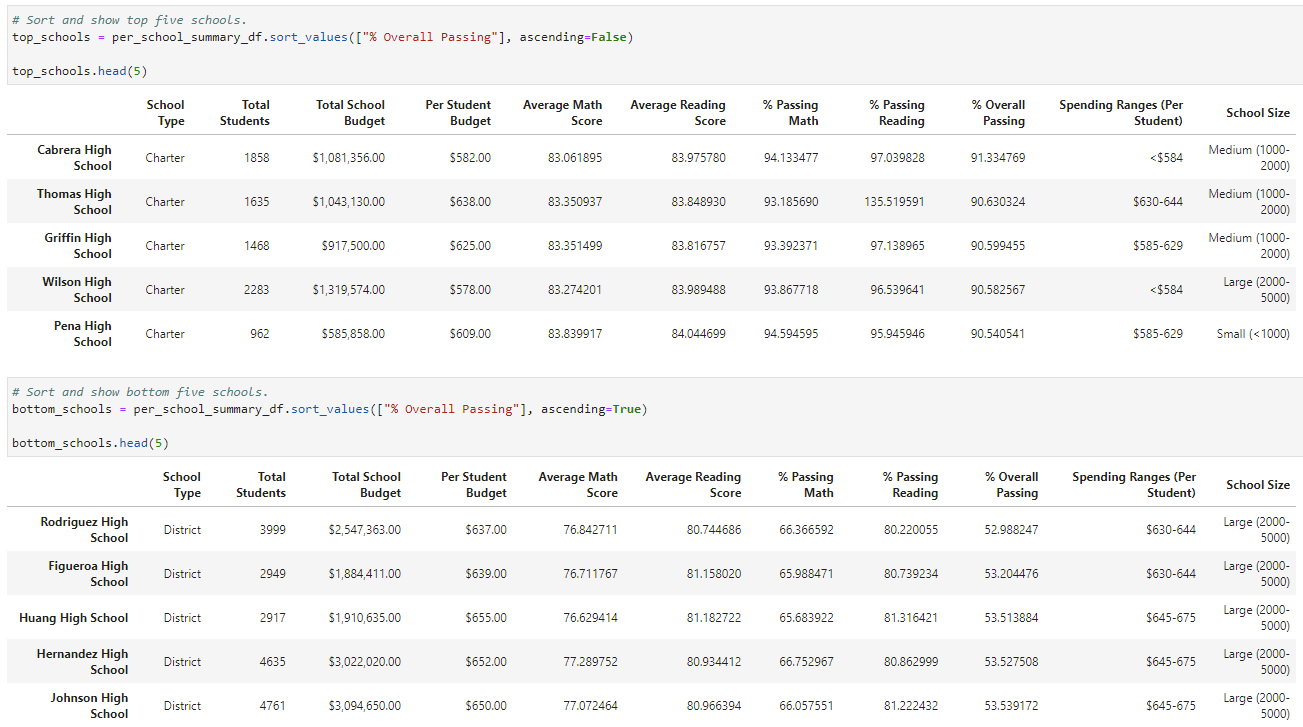 # Sort and show top five schools.
top_schools = per_school_summary_df.sort_values(["% Overall Passing"], ascending=False)
top_schools.head(5)
School Type Total Students Total School Budget Per Student Budget Average Math Score Average Reading Score % Passing Math % Passing Reading % Overall Passing Spending Ranges (Per Student) School Size
Cabrera High School Charter 1858 $1,081,356.00 $582.00 83.061895 83.975780 94.133477 97.039828 91.334769 <$584 Medium (1000-2000)
Thomas High School Charter 1635 $1,043,130.00 $638.00 83.350937 83.848930 93.185690 135.519591 90.630324 $630-644 Medium (1000-2000)
Griffin High School Charter 1468 $917,500.00 $625.00 83.351499 83.816757 93.392371 97.138965 90.599455 $585-629 Medium (1000-2000)
Wilson High School Charter 2283 $1,319,574.00 $578.00 83.274201 83.989488 93.867718 96.539641 90.582567 <$584 Large (2000-5000)
Pena High School Charter 962 $585,858.00 $609.00 83.839917 84.044699 94.594595 95.945946 90.540541 $585-629 Small (<1000)
# Sort and show bottom five schools.
bottom_schools = per_school_summary_df.sort_values(["% Overall Passing"], ascending=True)
bottom_schools.head(5)
School Type Total Students Total School Budget Per Student Budget Average Math Score Average Reading Score % Passing Math % Passing Reading % Overall Passing Spending Ranges (Per Student) School Size
Rodriguez High School District 3999 $2,547,363.00 $637.00 76.842711 80.744686 66.366592 80.220055 52.988247 $630-644 Large (2000-5000)
Figueroa High School District 2949 $1,884,411.00 $639.00 76.711767 81.158020 65.988471 80.739234 53.204476 $630-644 Large (2000-5000)
Huang High School District 2917 $1,910,635.00 $655.00 76.629414 81.182722 65.683922 81.316421 53.513884 $645-675 Large (2000-5000)
Hernandez High School District 4635 $3,022,020.00 $652.00 77.289752 80.934412 66.752967 80.862999 53.527508 $645-675 Large (2000-5000)
Johnson High School District 4761 $3,094,650.00 $650.00 77.072464 80.966394 66.057551 81.222432 53.539172 $645-675 Large (2000-5000)